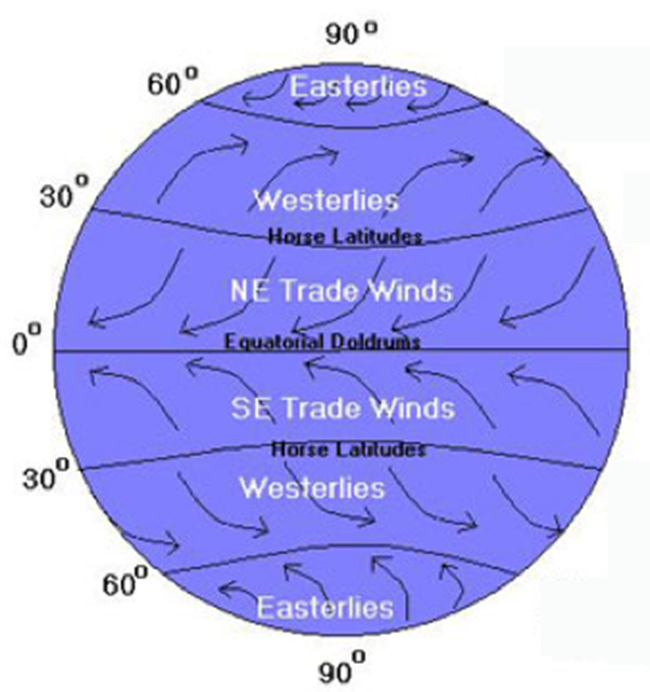 90°
60°
Easterlies
30°
Westerlies
Horse Latitudes
NE Trade Winds
0°
Equatorial Doldrums
SE Trade Winds
Horse Latitudes
30°
Westerlies
60°
Easterlies
90°